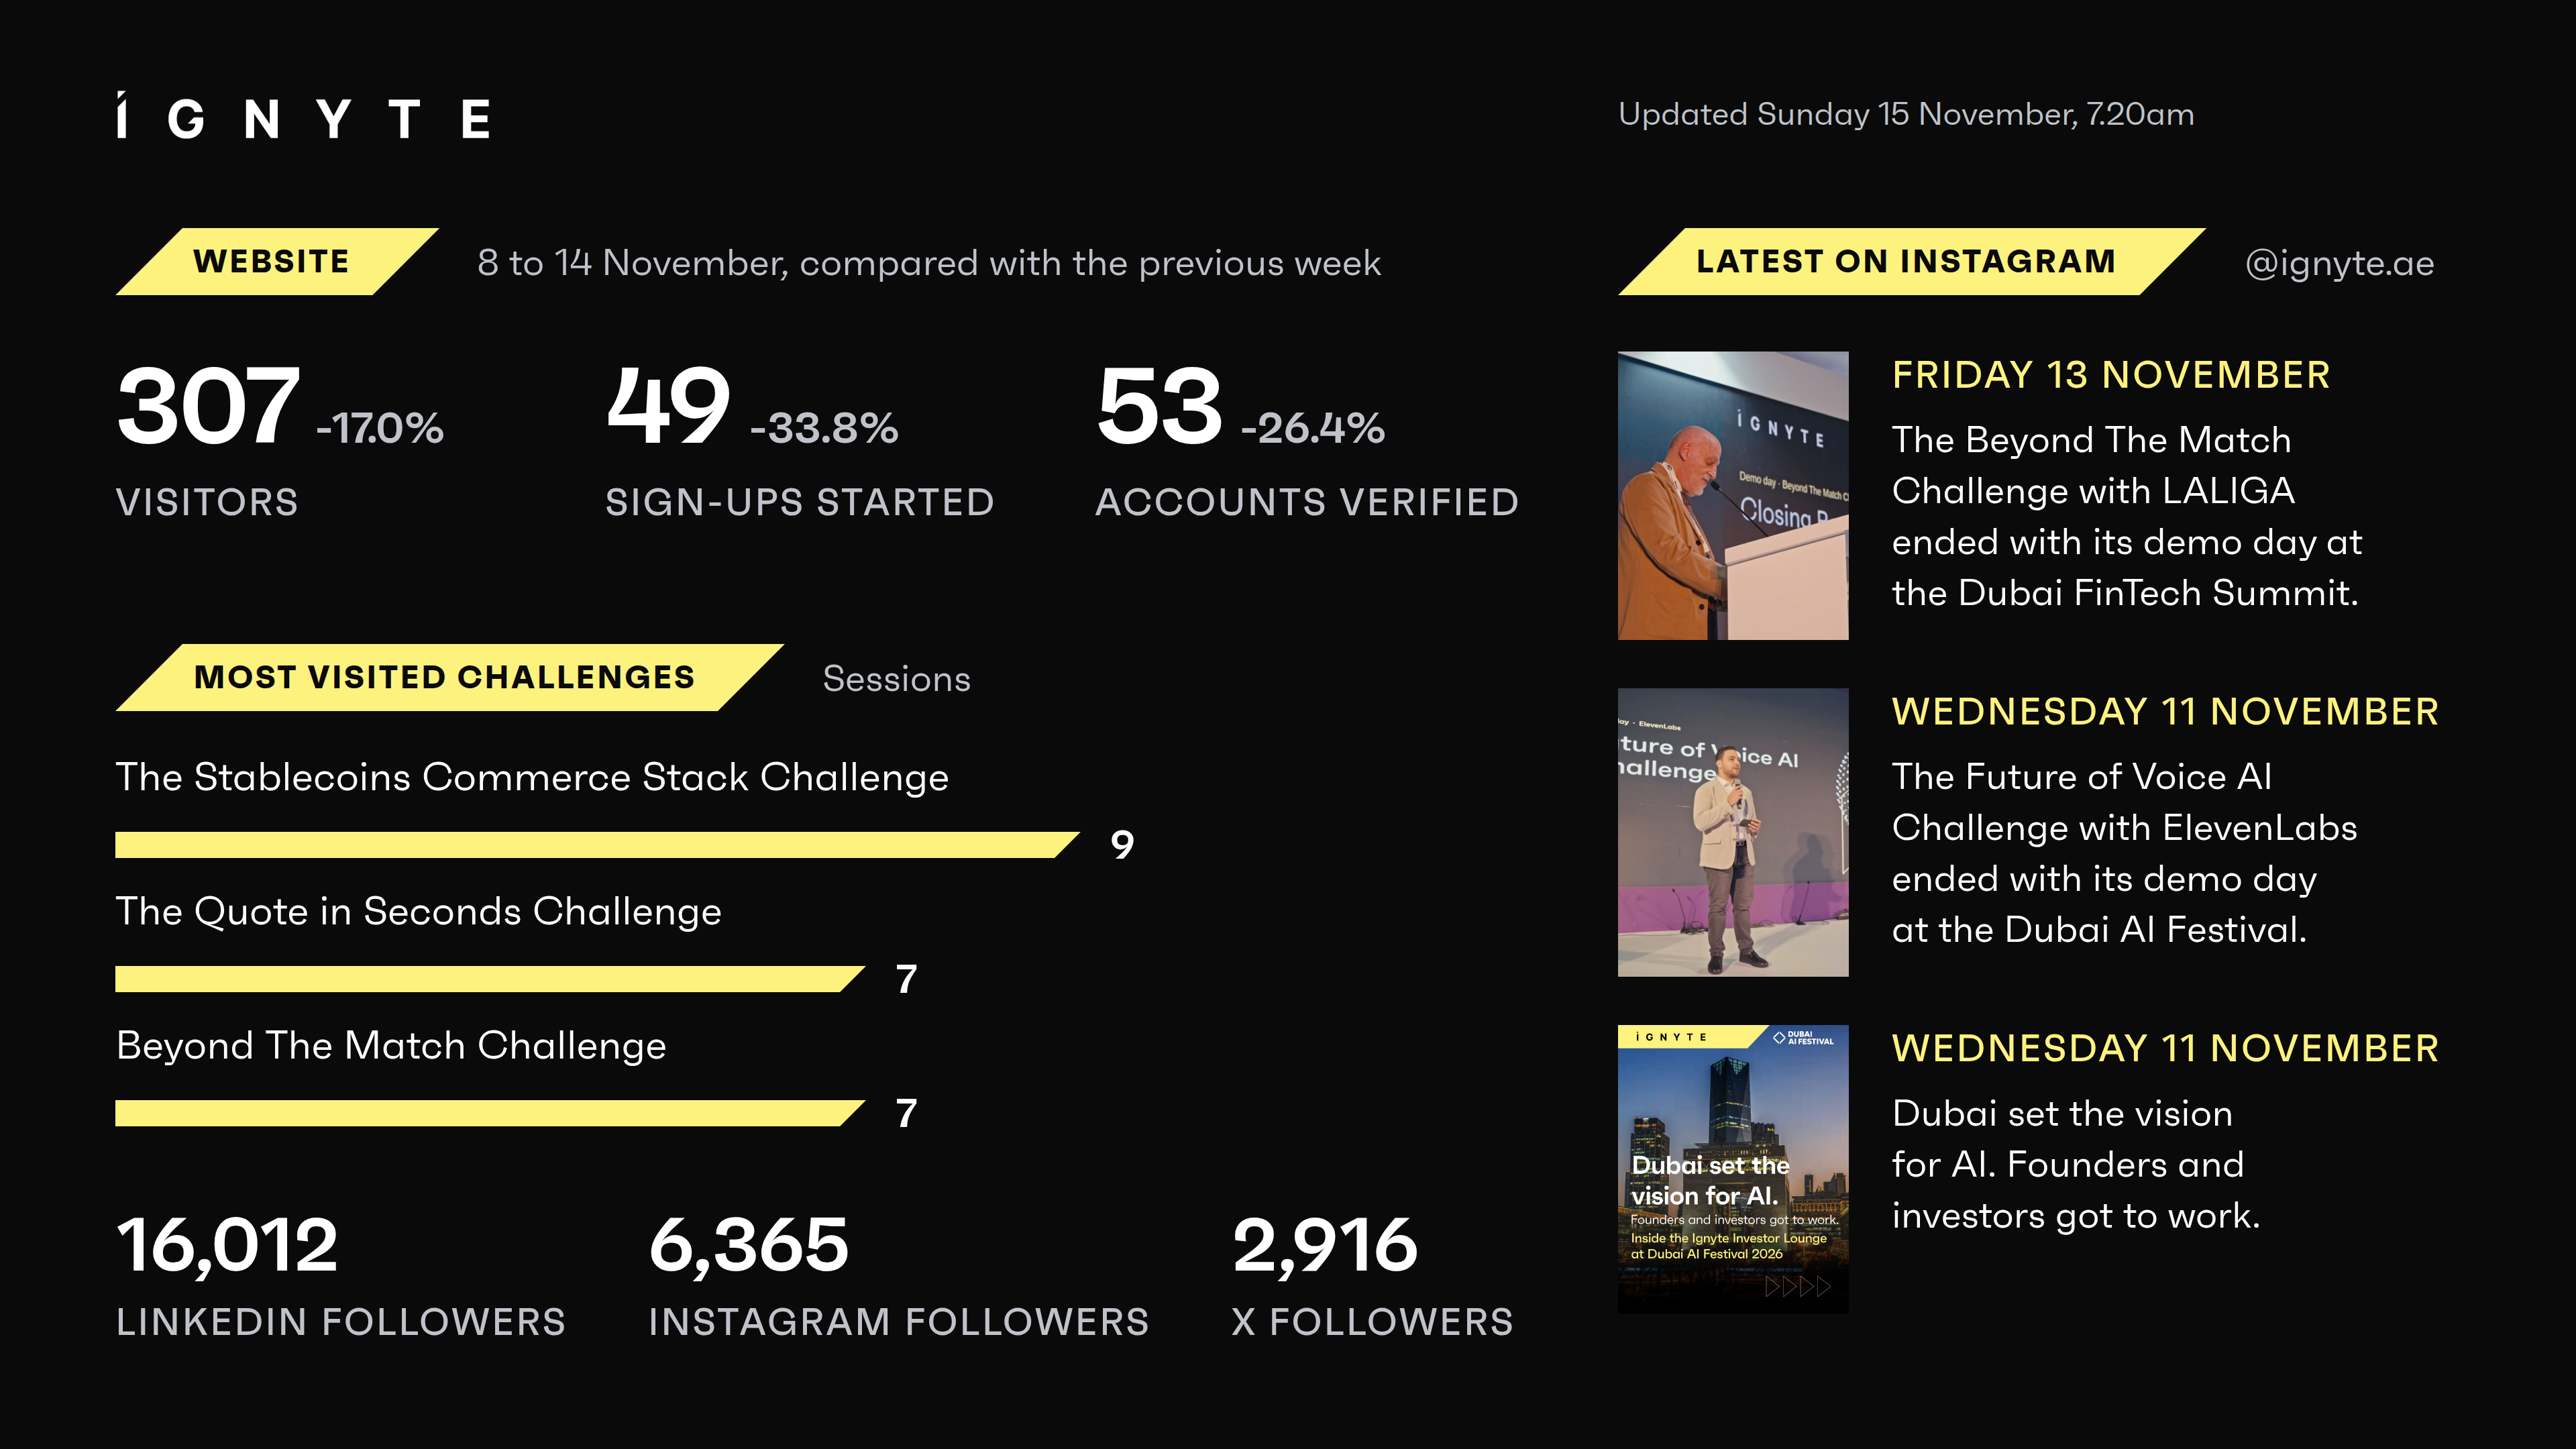 iGNYTE
Updated Sunday 15 November, 7.20am
WEBSITE
8 to 14 November, compared with the previous week
307 -17.0%
VISITORS
49 -33.8%
SIGN-UPS STARTED
53 -26.4%
ACCOUNTS VERIFIED
MOST VISITED CHALLENGES
Sessions
The Stablecoins Commerce Stack Challenge
9
The Quote in Seconds Challenge
7
Beyond The Match Challenge
7
16,012
LINKEDIN FOLLOWERS
6,365
INSTAGRAM FOLLOWERS
2,916
X FOLLOWERS
LATEST ON INSTAGRAM
@ignyte.ae
iGNYTE
Demo day · Beyond The Match
Closing
FRIDAY 13 NOVEMBER
The Beyond The Match
Challenge with LALIGA
ended with its demo day at
the Dubai FinTech Summit.
ElevenLabs
of Voice AI
WEDNESDAY 11 NOVEMBER
The Future of Voice AI
Challenge with ElevenLabs
ended with its demo day
at the Dubai AI Festival.
iGNYTE
DUBAI
AI FESTIVAL
Dubai set the
vision for AI.
Founders and investors got to work.
Inside the Ignyte Investor Lounge
at Dubai AI Festival 2026
WEDNESDAY 11 NOVEMBER
Dubai set the vision
for AI. Founders and
investors got to work.